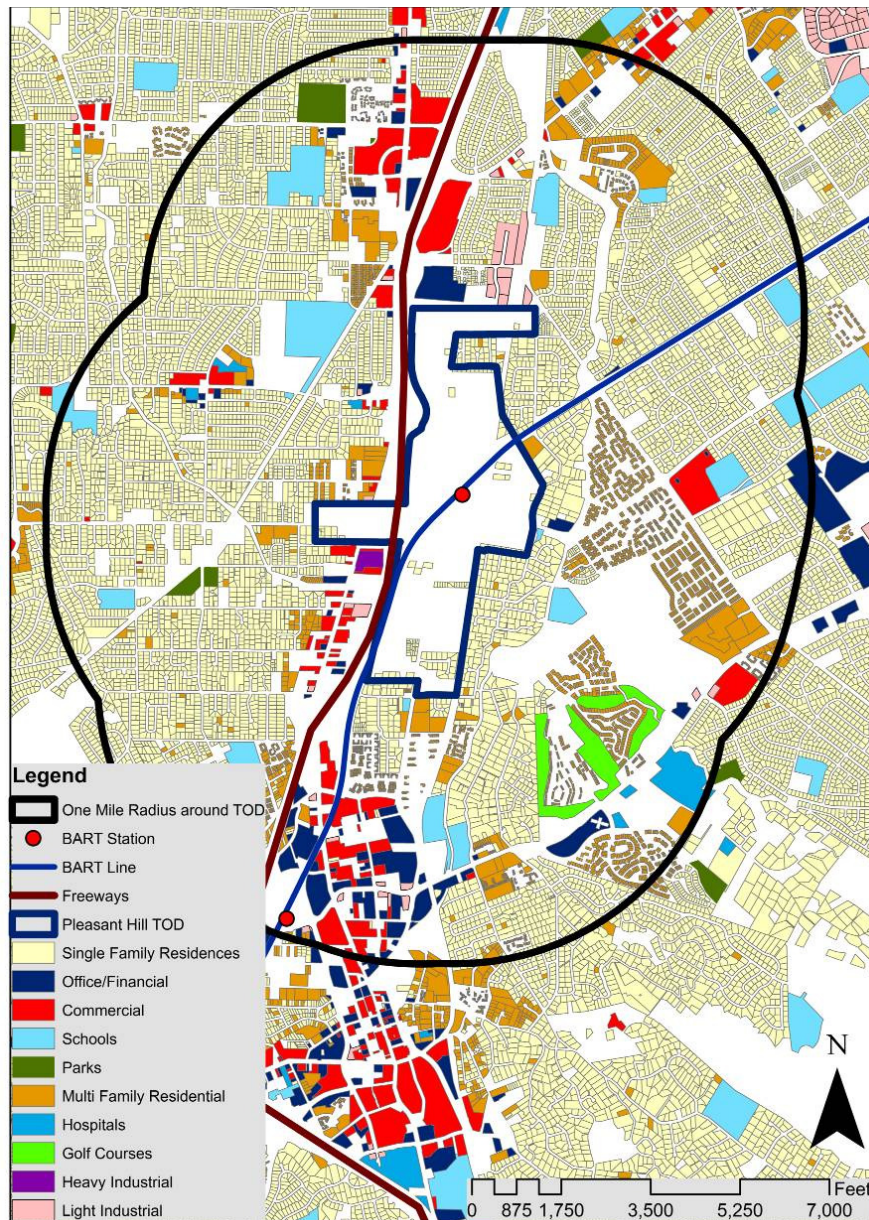 Legend
One Mile Radius around TOD
BART Station
BART Line
Freeways
Pleasant Hill TOD
Single Family Residences
Office/Financial
Commercial
Schools
Parks
Multi Family Residential
Hospitals
Golf Courses
Heavy Industrial
Light Industrial
N
Feet
0 875 1,750 3,500 5,250 7,000